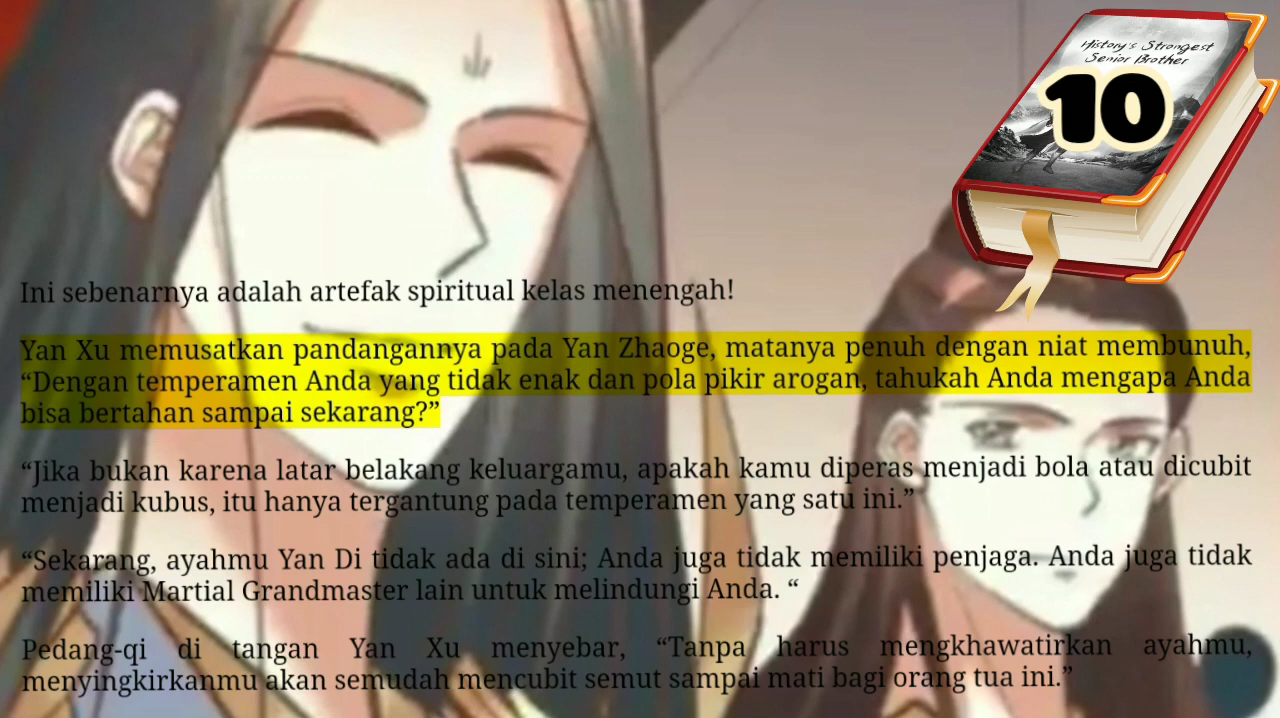 History's Strongest
Senior Brother
10
Ini sebenarnya adalah artefak spiritual kelas menengah!
Yan Xu memusatkan pandangannya pada Yan Zhaoge, matanya penuh dengan niat membunuh,
“Dengan temperamen Anda yang tidak enak dan pola pikir arogan, tahukah Anda mengapa Anda
bisa bertahan sampai sekarang?”
“Jika bukan karena latar belakang keluargamu, apakah kamu diperas menjadi bola atau dicubit
menjadi kubus, itu hanya tergantung pada temperamen yang satu ini.”
“Sekarang, ayahmu Yan Di tidak ada di sini; Anda juga tidak memiliki penjaga. Anda juga tidak
memiliki Martial Grandmaster lain untuk melindungi Anda. “
Pedang-qi di tangan Yan Xu menyebar, “Tanpa harus mengkhawatirkan ayahmu,
menyingkirkanmu akan semudah mencubit semut sampai mati bagi orang tua ini.”